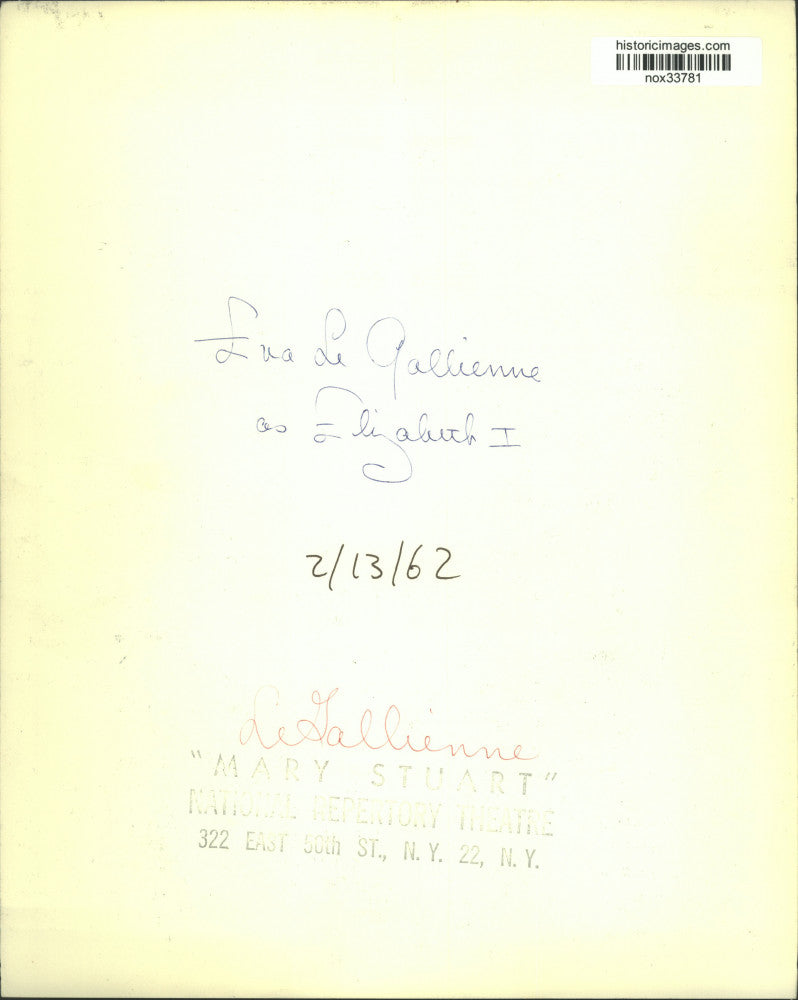 historicimages.com
nox33781
Eva Le Gallienne
as Elizabeth I
2/13/62
LeGallienne
"MARY STUART"
NATIONAL REPERTORY THEATRE
322 EAST 50th ST., N.Y. 22, N.Y.